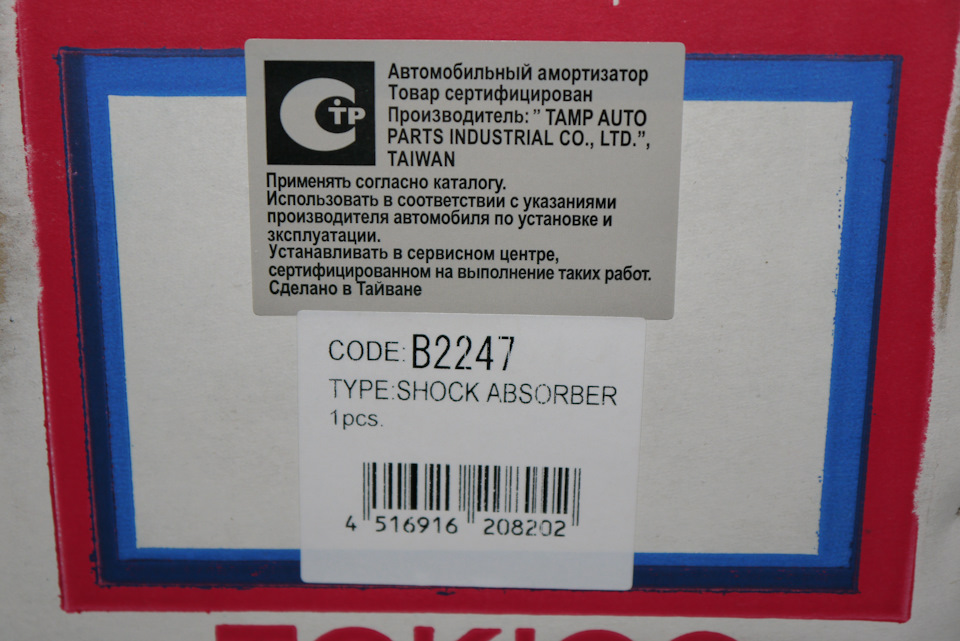 СТР
Автомобильный амортизатор
Товар сертифицирован
Производитель: ” TAMP AUTO
PARTS INDUSTRIAL CO., LTD.”,
TAIWAN
Применять согласно каталогу.
Использовать в соответствии с указаниями
производителя автомобиля по установке и
зксплуатации.
Устанавливать в сервисном центре,
сертифицированном на выполнение таких работ.
Сделано в Тайване
CODE: B2247
TYPE:SHOCK ABSORBER
1pcs.
4 516916 208202